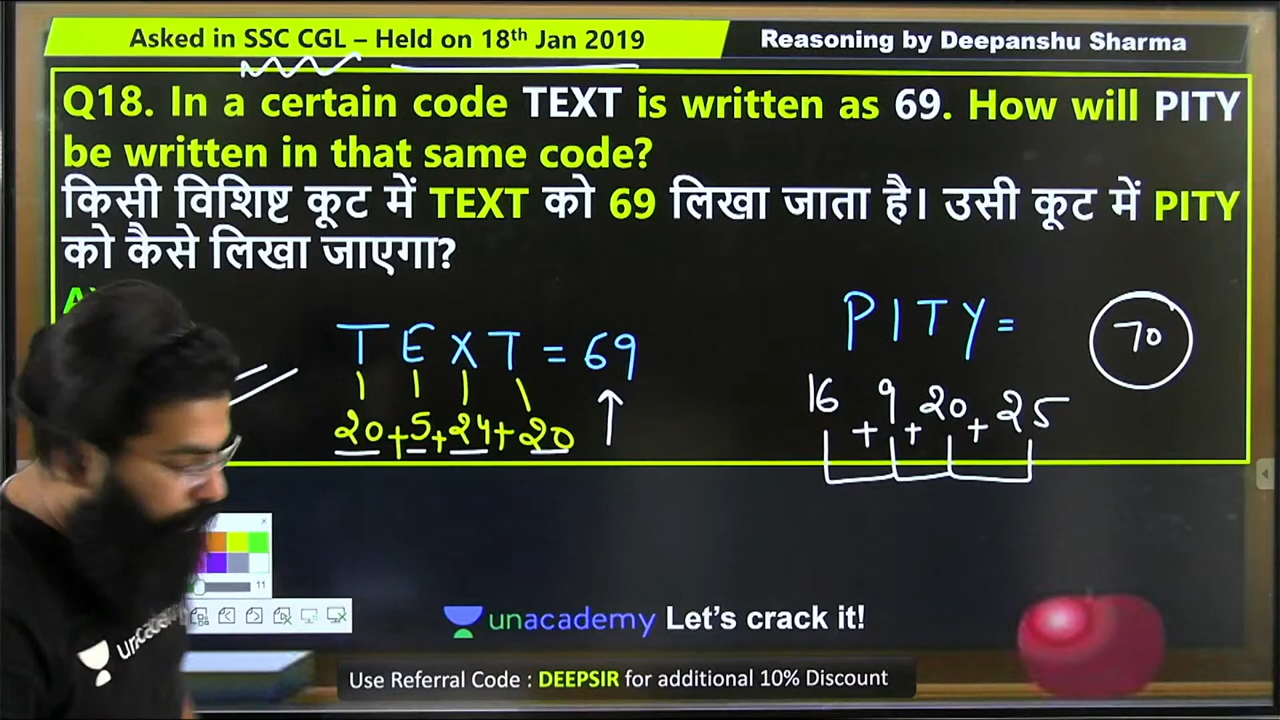 Asked in SSC CGL – Held on 18th Jan 2019
Reasoning by Deepanshu Sharma
Q18. In a certain code TEXT is written as 69. How will PITY
be written in that same code?
किसी विशिष्ट कूट में TEXT को 69 लिखा जाता है। उसी कूट में PITY
को कैसे लिखा जाएगा?
TEXT = 69
20+5+24+20
PITY =
70
16+9+20+25
11
unacademy
unacademy Let's crack it!
Use Referral Code : DEEPSIR for additional 10% Discount